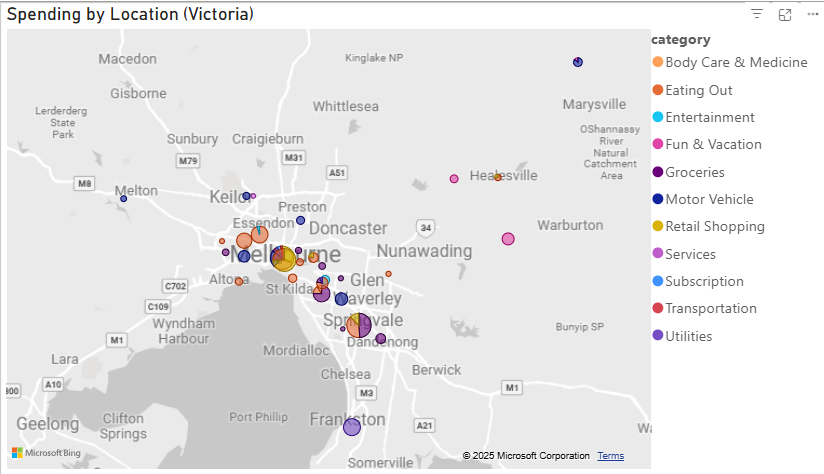 Spending by Location (Victoria)
Macedon
Kinglake NP
Gisborne
Marysville
Whittlesea
Lerderderg
State
Park
OShannassy
River
Natural
Catchment
Area
Sunbury
Craigieburn
M79
M31
A51
M8
Melton
Healesville
Keilor
Preston
Essendon
Doncaster
34
Warburton
Melbourne
Nunawading
Altona
St Kilda
Glen
Waverley
C702
C109
Wyndham
Harbour
Springvale
Bunyip SP
M1
Dandenong
Mordialloc
Lara
Chelsea
Berwick
A10
M1
M3
Geelong
Clifton
Springs
Port Phillip
Frankston
A21
Microsoft Bing
© 2025 Microsoft Corporation Terms
Somerville
category
Body Care & Medicine
Eating Out
Entertainment
Fun & Vacation
Groceries
Motor Vehicle
Retail Shopping
Services
Subscription
Transportation
Utilities